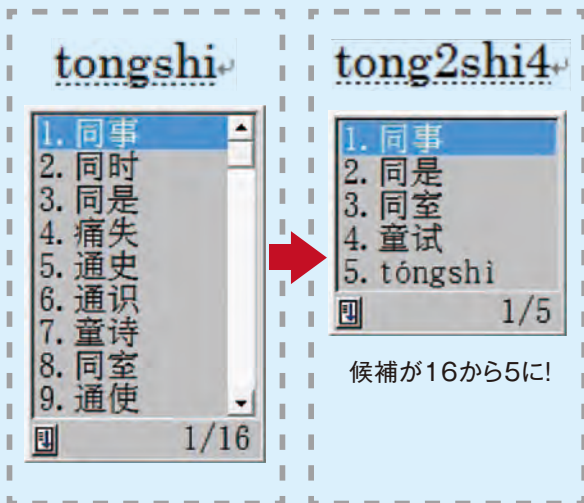 tongshi
1. 同事
2. 同时
3. 同是
4. 痛失
5. 通史
6. 通识
7. 童诗
8. 同室
9. 通使
1/16
tong2shi4
1. 同事
2. 同是
3. 同室
4. 童试
5. tóngshì
1/5
候補が16から5に!